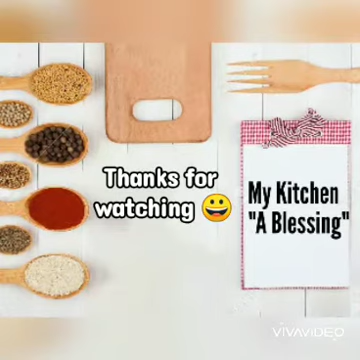 Thanks for
watching 😀
My Kitchen
"A Blessing"
VIVAVIDEO